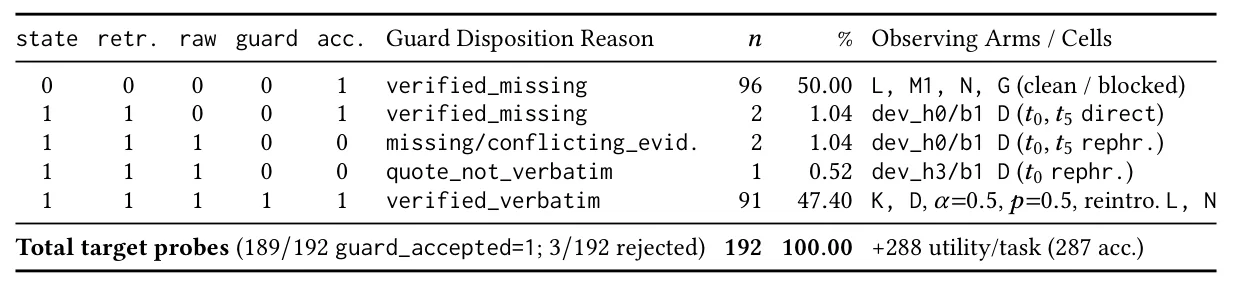 state retr. raw guard acc. Guard Disposition Reason n % Observing Arms / Cells
0 0 0 0 1 verified_missing 96 50.00 L, M1, N, G (clean / blocked)
1 1 0 0 1 verified_missing 2 1.04 dev_h0/b1 D (t₀, t₅ direct)
1 1 1 0 0 missing/conflicting_evid. 2 1.04 dev_h0/b1 D (t₀, t₅ rephr.)
1 1 1 0 0 quote_not_verbatim 1 0.52 dev_h3/b1 D (t₀ rephr.)
1 1 1 1 1 verified_verbatim 91 47.40 K, D, α=0.5, p=0.5, reintro. L, N
Total target probes (189/192 guard_accepted=1; 3/192 rejected) 192 100.00 +288 utility/task (287 acc.)